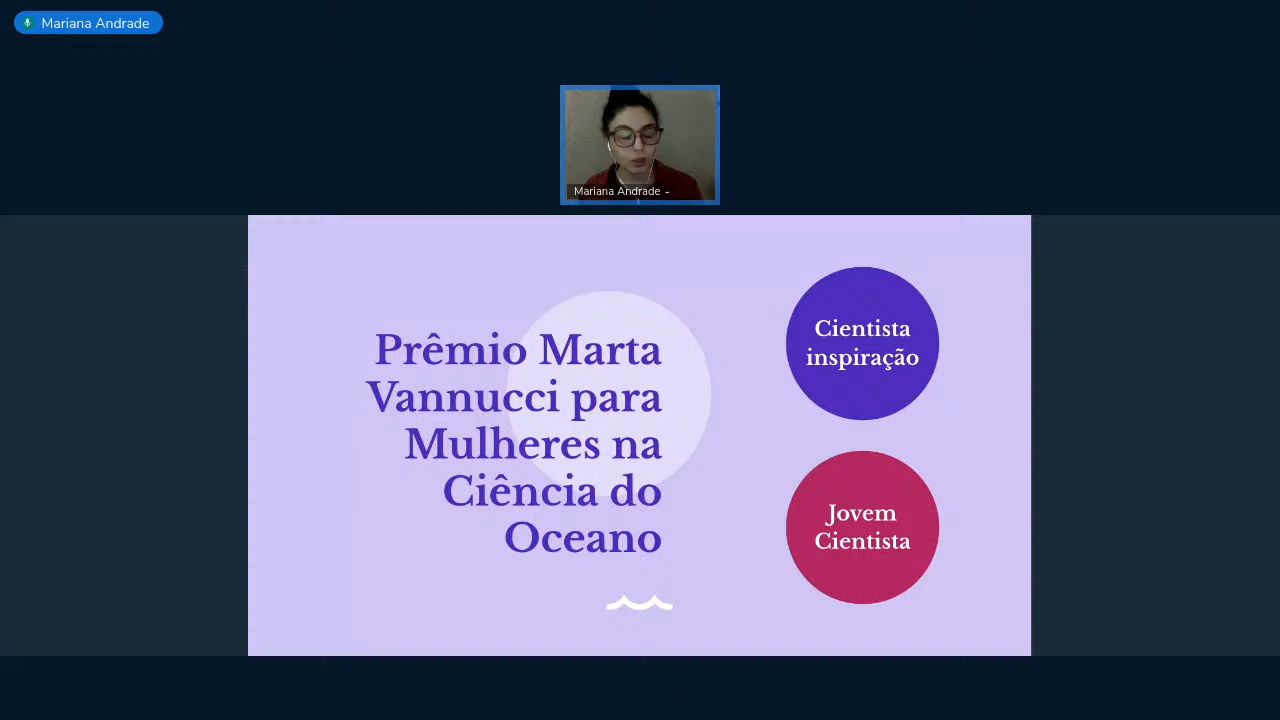 Mariana Andrade
Mariana Andrade
Prêmio Marta
Vannucci para
Mulheres na
Ciência do
Oceano
Cientista
inspiração
Jovem
Cientista